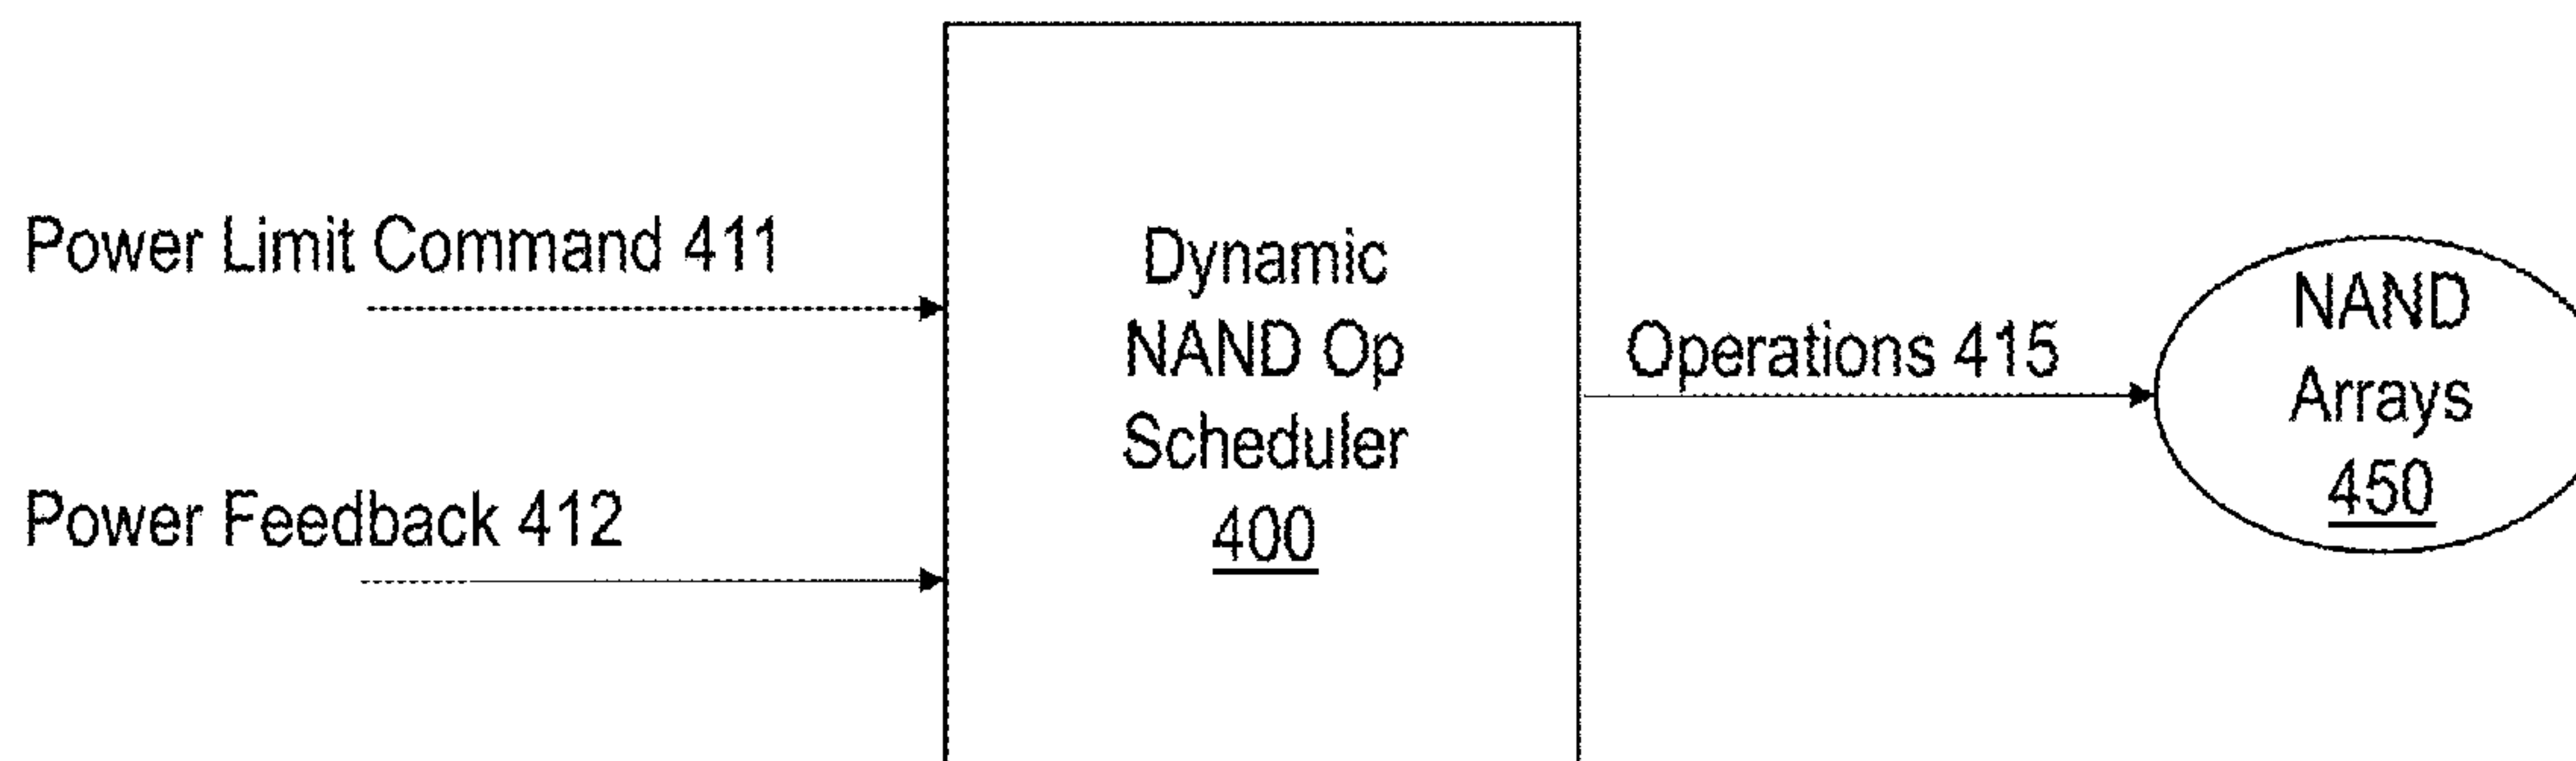 Power Limit Command 411
Power Feedback 412
Dynamic
NAND Op
Scheduler
400
Operations 415
NAND
Arrays
450